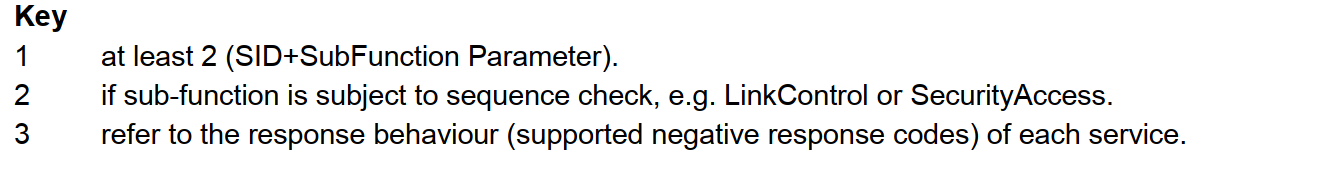 Key
1 at least 2 (SID+SubFunction Parameter).
2 if sub-function is subject to sequence check, e.g. LinkControl or SecurityAccess.
3 refer to the response behaviour (supported negative response codes) of each service.